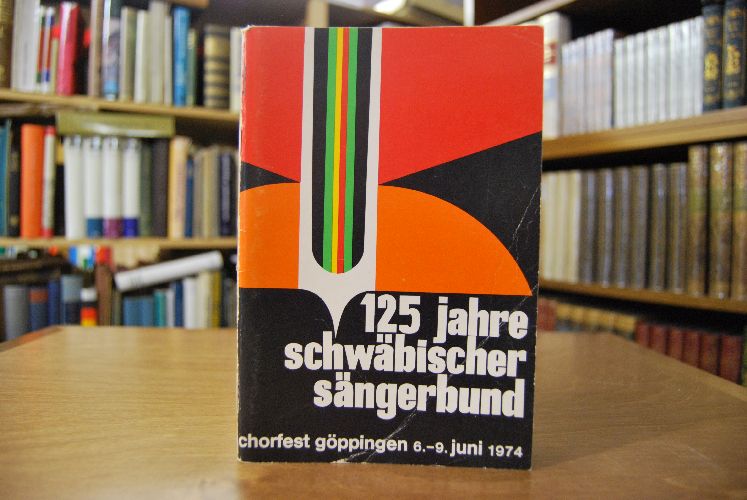 125 jahre
schwäbischer
sängerbund
chorfest göppingen 6.–9. juni 1974